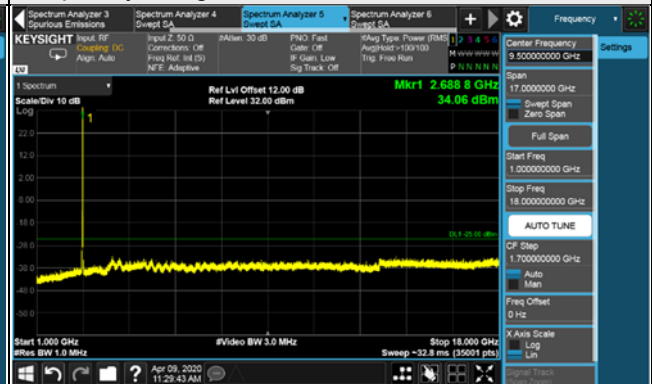 Spectrum Analyzer 3
Spurious Emissions
Spectrum Analyzer 4
Swept SA
Spectrum Analyzer 5
Swept SA
Spectrum Analyzer 6
Swept SA
+
Frequency
KEYSIGHT
Input: RF
Coupling: DC
Align: Auto
Input Z: 50 Ω
Corrections: Off
Freq Ref: Int (S)
NFE: Adaptive
#Atten: 30 dB
PNO: Fast
Gate: Off
IF Gain: Low
Sig Track: Off
#Avg Type: Power (RMS
Avg|Hold:>100/100
Trig: Free Run
1 2 3 4 5 6
M W W W W W
P N N N N N
LXI
1 Spectrum
Scale/Div 10 dB
Log
Ref Lvl Offset 12.00 dB
Ref Level 32.00 dBm
Mkr1 2.688 8 GHz
34.06 dBm
1
22.0
12.0
2.00
-8.00
-18.0
-28.0
-38.0
-48.0
-58.0
DL1 -25.00 dBm
Start 1.000 GHz
#Res BW 1.0 MHz
#Video BW 3.0 MHz
Stop 18.000 GHz
Sweep ~32.8 ms (35001 pts)
Apr 09, 2020
11:29:43 AM
Center Frequency
9.500000000 GHz
Settings
Span
17.0000000 GHz
Swept Span
Zero Span
Full Span
Start Freq
1.000000000 GHz
Stop Freq
18.000000000 GHz
AUTO TUNE
CF Step
1.700000000 GHz
Auto
Man
Freq Offset
0 Hz
X Axis Scale
Log
Lin
Signal Track